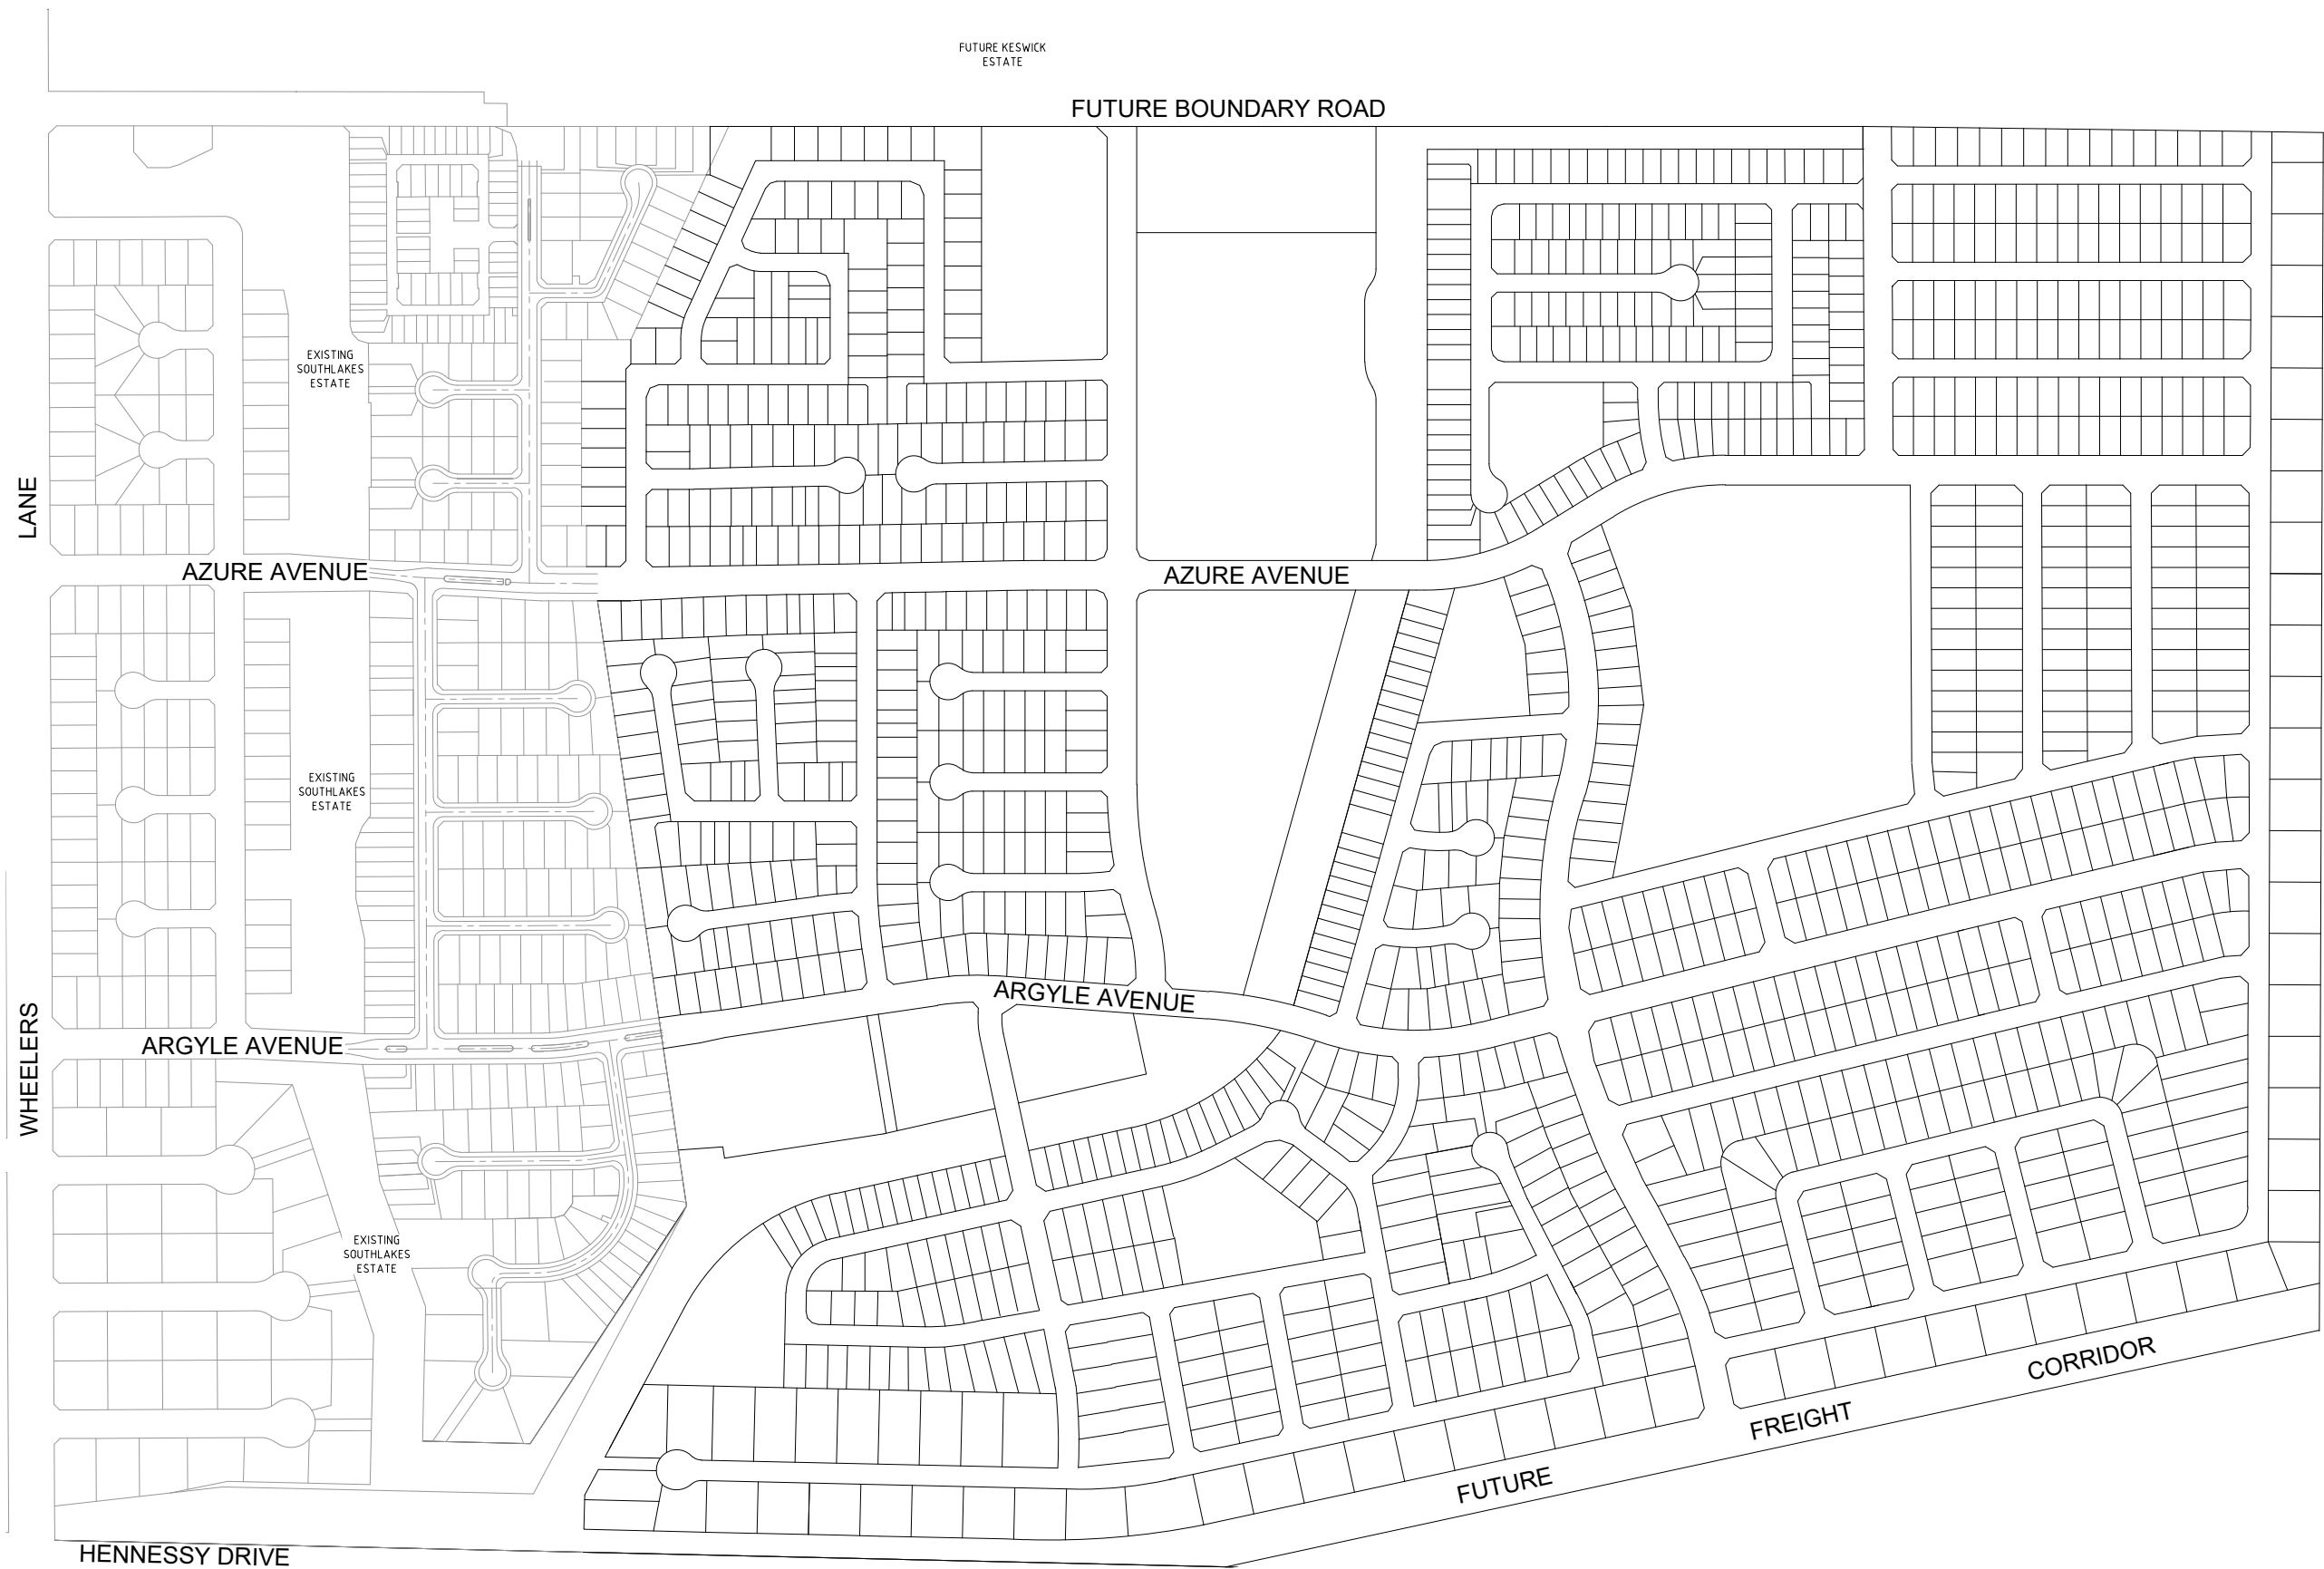 FUTURE KESWICK
ESTATE
FUTURE BOUNDARY ROAD
EXISTING
SOUTHLAKES
ESTATE
LANE
AZURE AVENUE
AZURE AVENUE
EXISTING
SOUTHLAKES
ESTATE
ARGYLE AVENUE
WHEELERS
ARGYLE AVENUE
EXISTING
SOUTHLAKES
ESTATE
CORRIDOR
FREIGHT
FUTURE
HENNESSY DRIVE